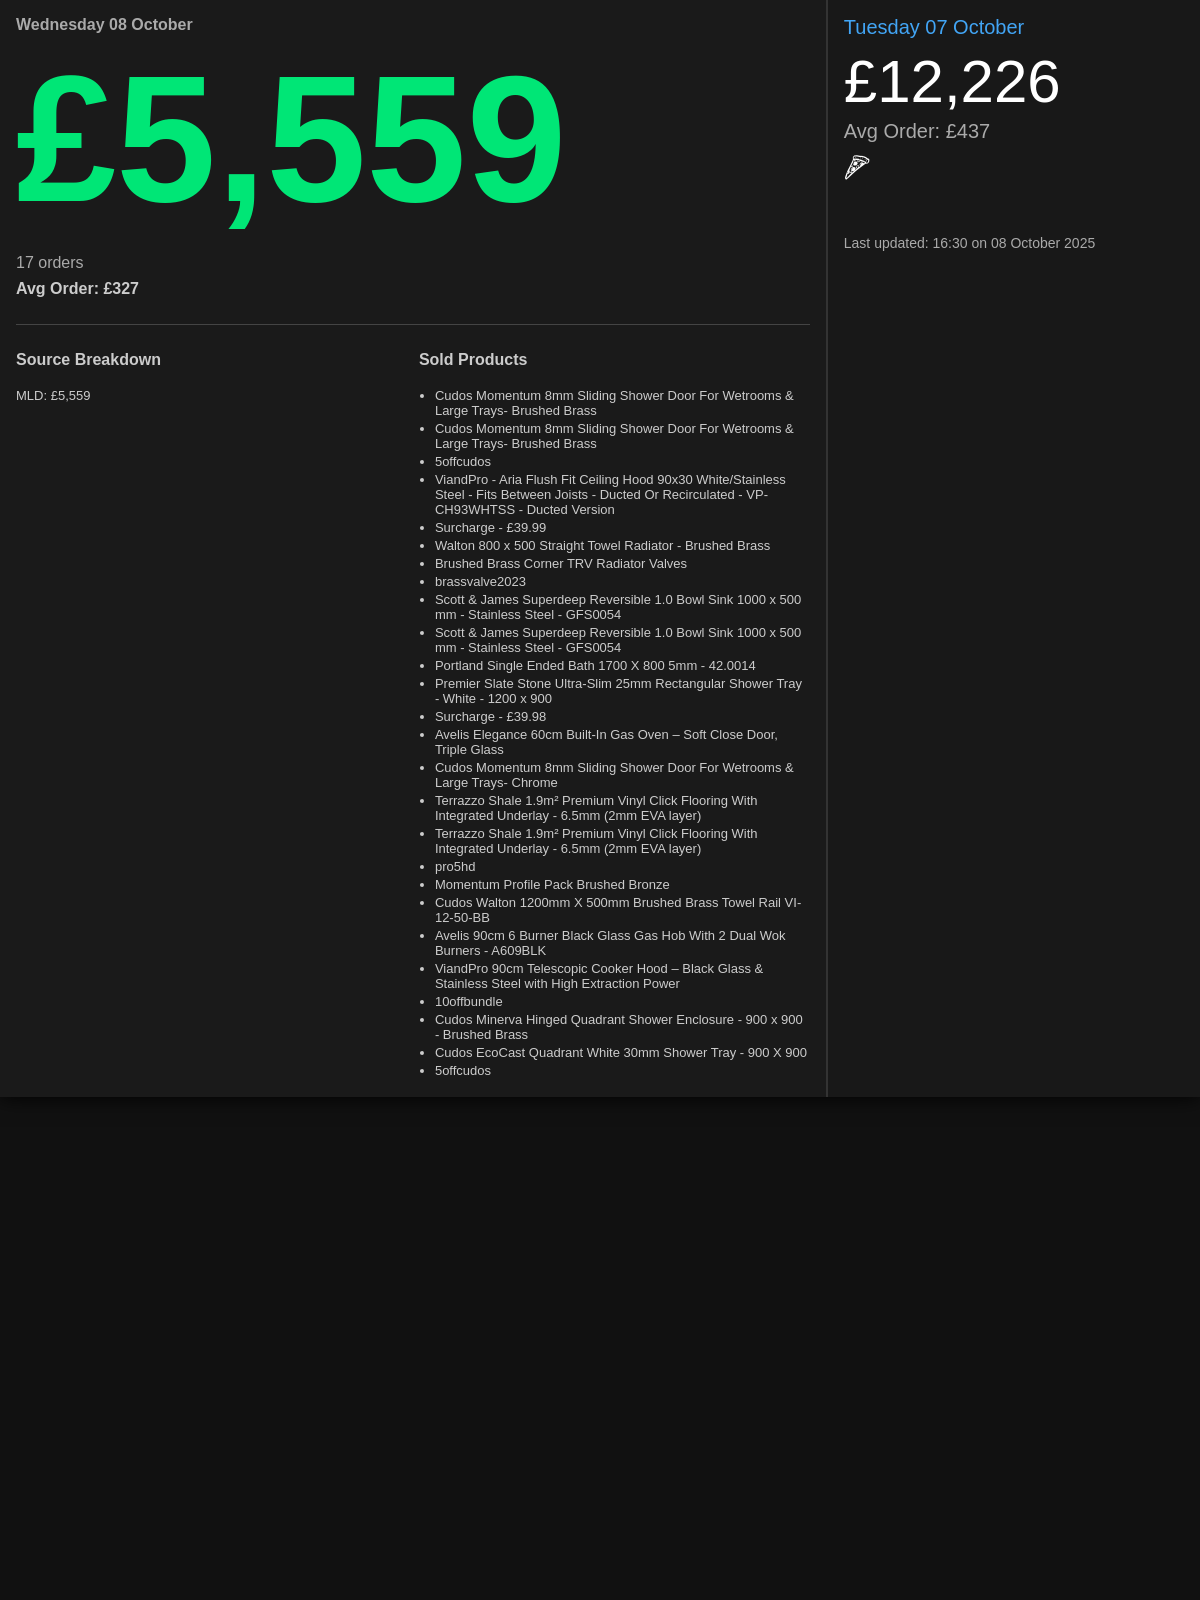 Wednesday 08 October
£5,559
17 orders
Avg Order: £327
Source Breakdown
MLD: £5,559
Sold Products
Cudos Momentum 8mm Sliding Shower Door For Wetrooms &
Large Trays- Brushed Brass
Cudos Momentum 8mm Sliding Shower Door For Wetrooms &
Large Trays- Brushed Brass
5offcudos
ViandPro - Aria Flush Fit Ceiling Hood 90x30 White/Stainless
Steel - Fits Between Joists - Ducted Or Recirculated - VP-
CH93WHTSS - Ducted Version
Surcharge - £39.99
Walton 800 x 500 Straight Towel Radiator - Brushed Brass
Brushed Brass Corner TRV Radiator Valves
brassvalve2023
Scott & James Superdeep Reversible 1.0 Bowl Sink 1000 x 500
mm - Stainless Steel - GFS0054
Scott & James Superdeep Reversible 1.0 Bowl Sink 1000 x 500
mm - Stainless Steel - GFS0054
Portland Single Ended Bath 1700 X 800 5mm - 42.0014
Premier Slate Stone Ultra-Slim 25mm Rectangular Shower Tray
- White - 1200 x 900
Surcharge - £39.98
Avelis Elegance 60cm Built-In Gas Oven – Soft Close Door,
Triple Glass
Cudos Momentum 8mm Sliding Shower Door For Wetrooms &
Large Trays- Chrome
Terrazzo Shale 1.9m² Premium Vinyl Click Flooring With
Integrated Underlay - 6.5mm (2mm EVA layer)
Terrazzo Shale 1.9m² Premium Vinyl Click Flooring With
Integrated Underlay - 6.5mm (2mm EVA layer)
pro5hd
Momentum Profile Pack Brushed Bronze
Cudos Walton 1200mm X 500mm Brushed Brass Towel Rail VI-
12-50-BB
Avelis 90cm 6 Burner Black Glass Gas Hob With 2 Dual Wok
Burners - A609BLK
ViandPro 90cm Telescopic Cooker Hood – Black Glass &
Stainless Steel with High Extraction Power
10offbundle
Cudos Minerva Hinged Quadrant Shower Enclosure - 900 x 900
- Brushed Brass
Cudos EcoCast Quadrant White 30mm Shower Tray - 900 X 900
5offcudos
Tuesday 07 October
£12,226
Avg Order: £437
Last updated: 16:30 on 08 October 2025